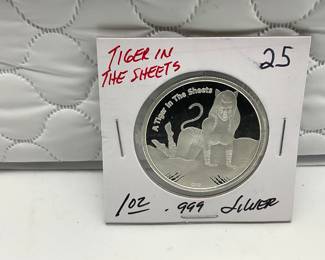 TIGER IN
THE SHEETS
25
A Tiger In The Sheets
1oz .999 SILVER